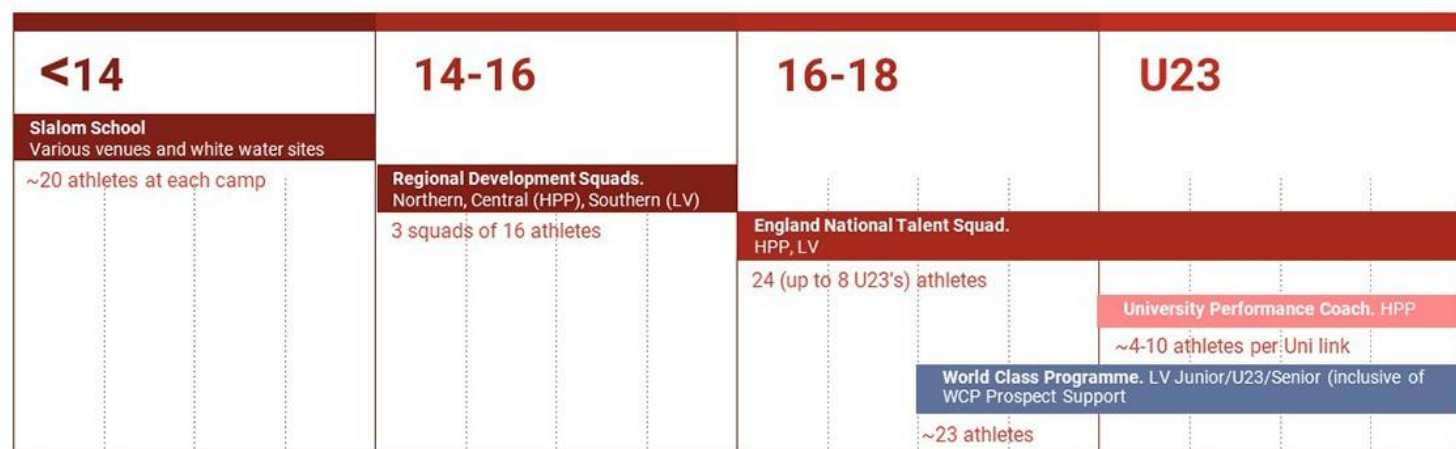 <14
14-16
16-18
U23
Slalom School
Various venues and white water sites
~20 athletes at each camp
Regional Development Squads.
Northern, Central (HPP), Southern (LV)
3 squads of 16 athletes
England National Talent Squad.
HPP, LV
24 (up to 8 U23's) athletes
University Performance Coach. HPP
~4-10 athletes per Uni link
World Class Programme. LV Junior/U23/Senior (inclusive of
WCP Prospect Support
~23 athletes